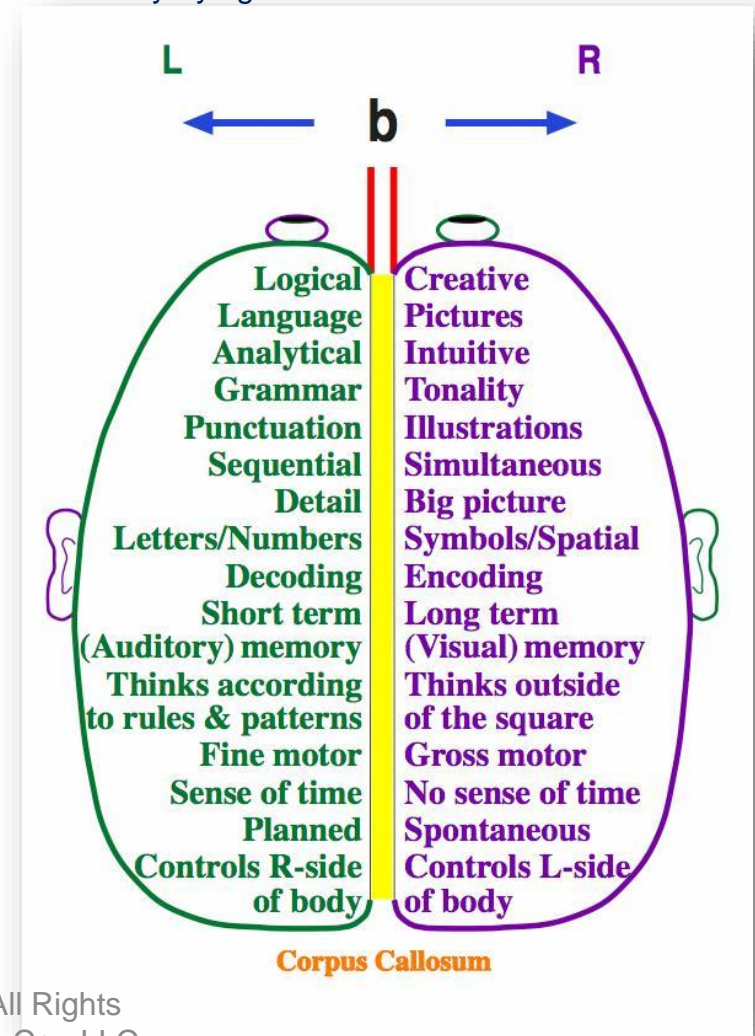 L R
b
Logical Creative
Language Pictures
Analytical Intuitive
Grammar Tonality
Punctuation Illustrations
Sequential Simultaneous
Detail Big picture
Letters/Numbers Symbols/Spatial
Decoding Encoding
Short term Long term
(Auditory) memory (Visual) memory
Thinks according Thinks outside
to rules & patterns of the square
Fine motor Gross motor
Sense of time No sense of time
Planned Spontaneous
Controls R-side Controls L-side
of body of body
Corpus Callosum
All Rights